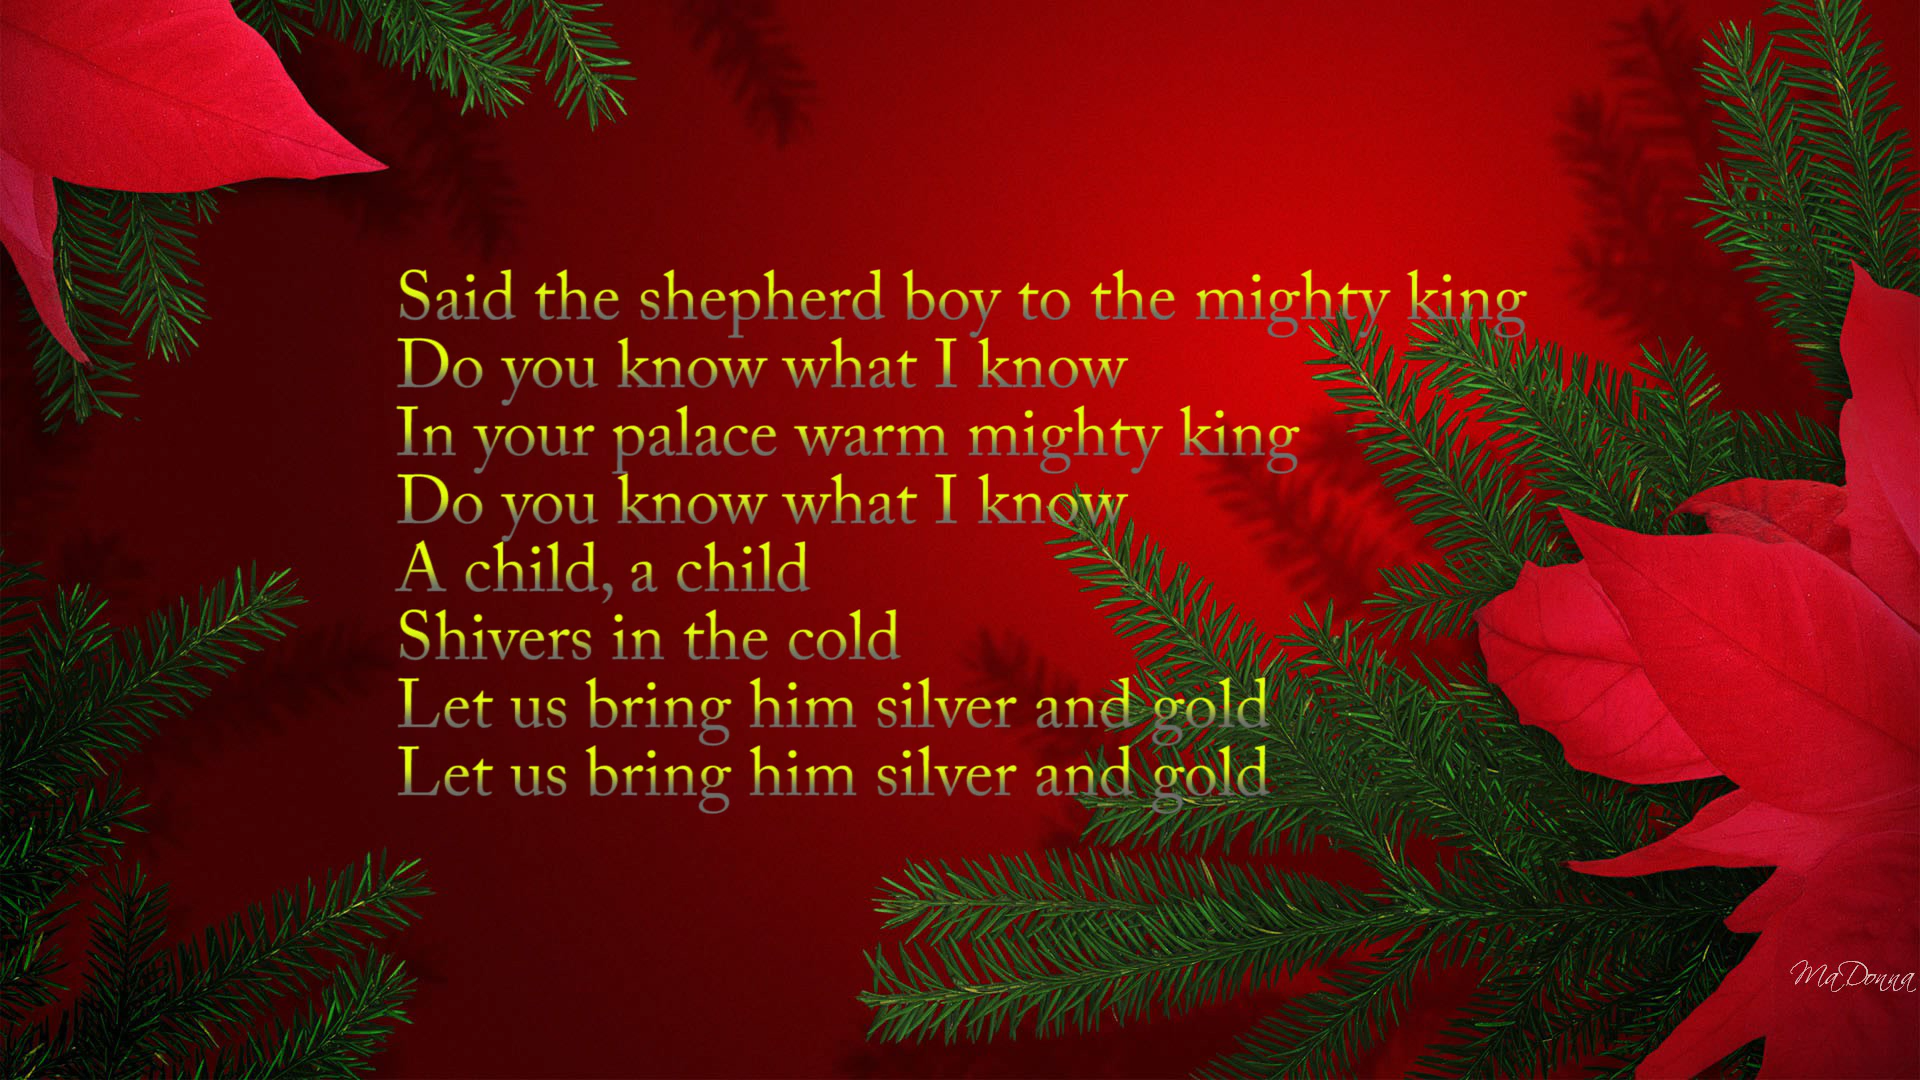 Said the shepherd boy to the mighty king
Do you know what I know
In your palace warm mighty king
Do you know what I know
A child, a child
Shivers in the cold
Let us bring him silver and gold
Let us bring him silver and gold
MaDonna